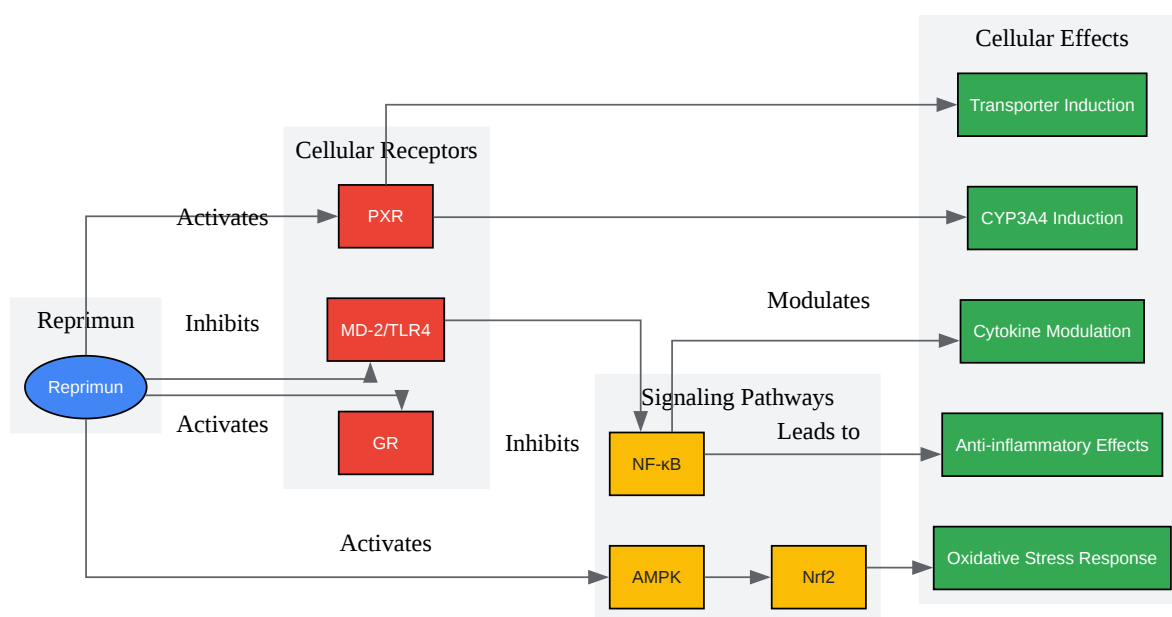 Cellular Effects
Transporter Induction
Cellular Receptors
Activates
PXR
CYP3A4 Induction
Modulates
Reprimun
Inhibits
MD-2/TLR4
Cytokine Modulation
Reprimun
Signaling Pathways
Activates
GR
Inhibits
Leads to
NF-κB
Anti-inflammatory Effects
Activates
AMPK
Nrf2
Oxidative Stress Response